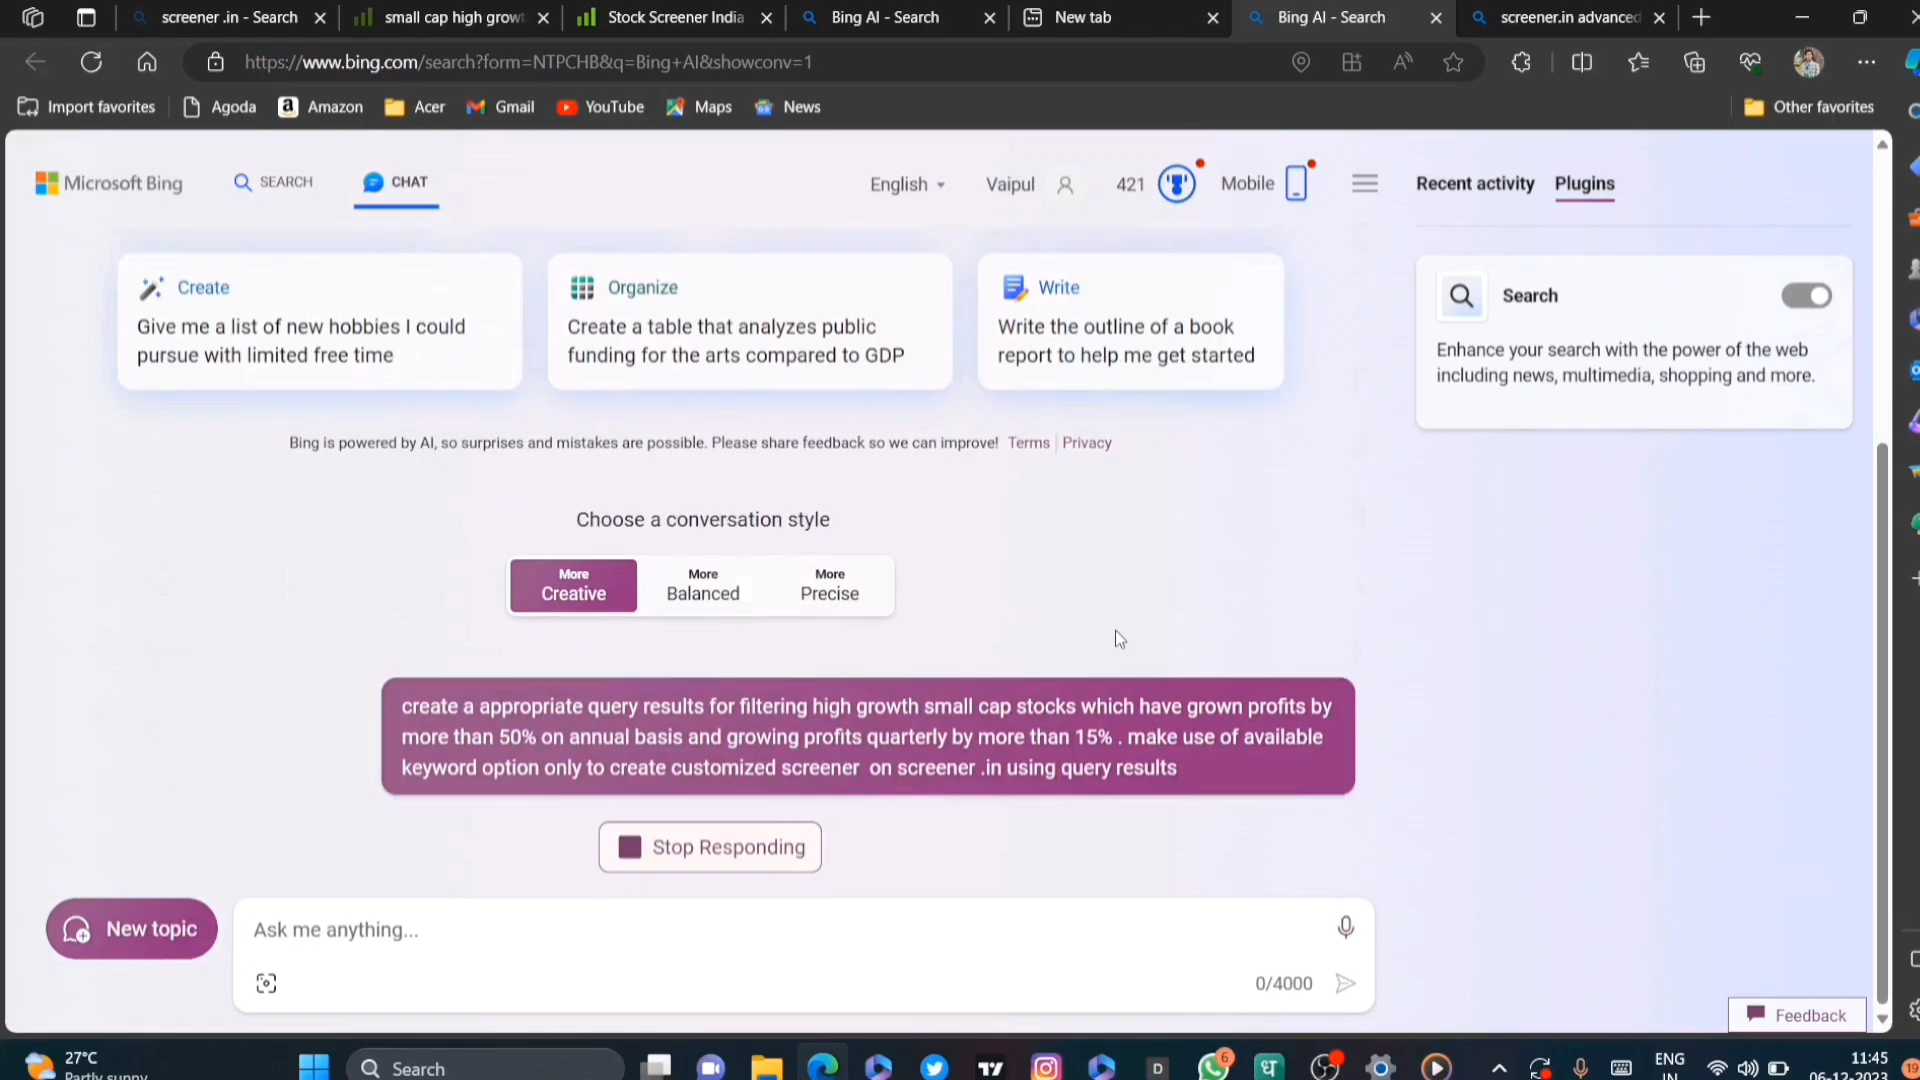 screener .in - Search
small cap high growt
Stock Screener India
Bing AI - Search
New tab
Bing AI - Search
screener.in advanced
https://www.bing.com/search?form=NTPCHB&q=Bing+AI&showconv=1
Import favorites
Agoda
Amazon
Acer
Gmail
YouTube
Maps
News
Other favorites
Microsoft Bing
SEARCH
CHAT
English
Vaipul
421
Mobile
Recent activity
Plugins
Create
Give me a list of new hobbies I could
pursue with limited free time
Organize
Create a table that analyzes public
funding for the arts compared to GDP
Write
Write the outline of a book
report to help me get started
Search
Enhance your search with the power of the web
including news, multimedia, shopping and more.
Bing is powered by AI, so surprises and mistakes are possible. Please share feedback so we can improve! Terms Privacy
Choose a conversation style
More
Creative
More
Balanced
More
Precise
create a appropriate query results for filtering high growth small cap stocks which have grown profits by
more than 50% on annual basis and growing profits quarterly by more than 15% . make use of available
keyword option only to create customized screener on screener .in using query results
Stop Responding
New topic
Ask me anything...
0/4000
Feedback
27°C
Partly sunny
Search
D
6
ध
ENG
IN
11:45
06-12-2023
19